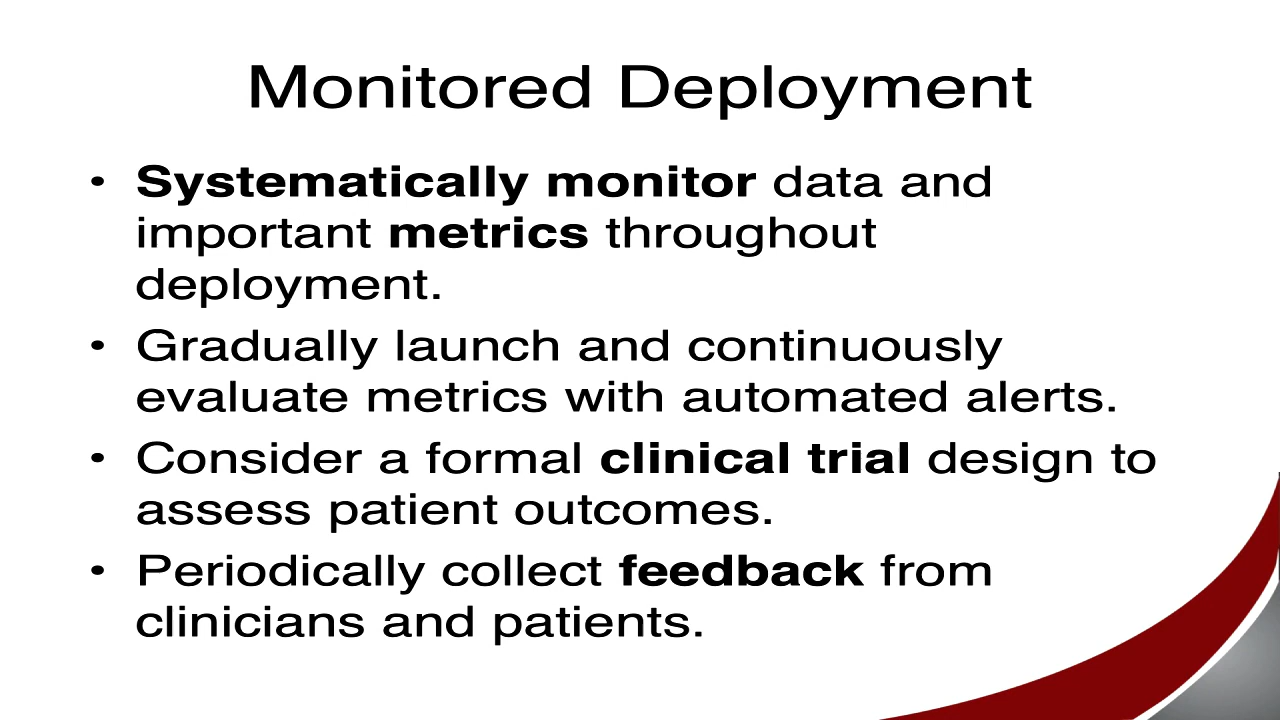 Monitored Deployment
• Systematically monitor data and
important metrics throughout
deployment.
• Gradually launch and continuously
evaluate metrics with automated alerts.
• Consider a formal clinical trial design to
assess patient outcomes.
• Periodically collect feedback from
clinicians and patients.